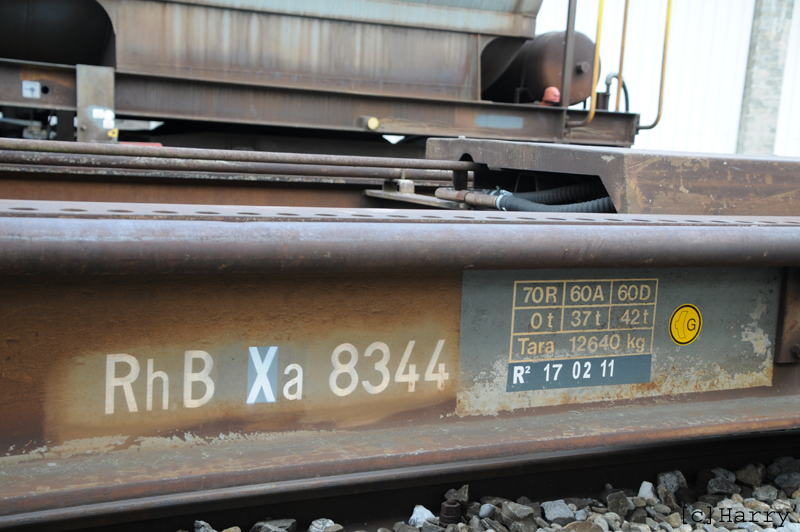 RhB Xa 8344
70R 60A 60D
0t 37t 42t
Tara 12640 kg
R² 17 02 11
G
[c]Harry